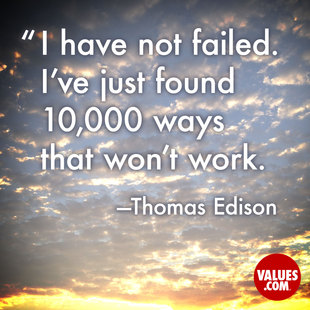 “I have not failed.
I’ve just found
10,000 ways
that won’t work.
—Thomas Edison
VALUES
.COM